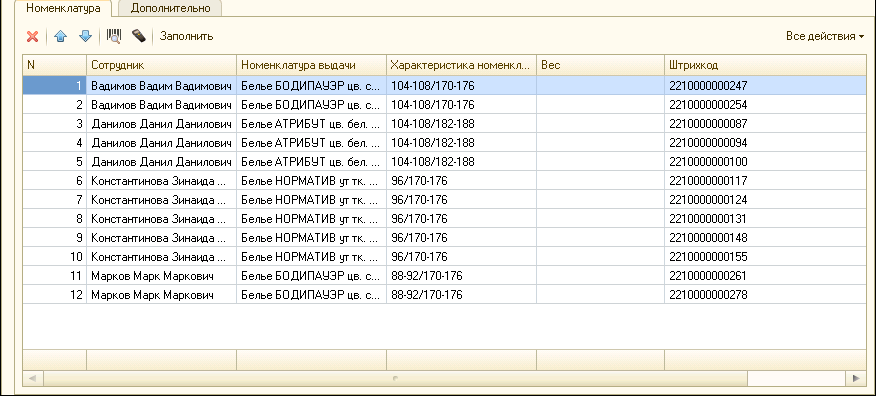 Номенклатура Дополнительно
Заполнить Все действия
N Сотрудник Номенклатура выдачи Характеристика номенкл... Вес Штрихкод
1 Вадимов Вадим Вадимович Белье БОДИПАУЭР цв. с... 104-108/170-176 2210000000247
2 Вадимов Вадим Вадимович Белье БОДИПАУЭР цв. с... 104-108/170-176 2210000000254
3 Данилов Данил Данилович Белье АТРИБУТ цв. бел. ... 104-108/182-188 2210000000087
4 Данилов Данил Данилович Белье АТРИБУТ цв. бел. ... 104-108/182-188 2210000000094
5 Данилов Данил Данилович Белье АТРИБУТ цв. бел. ... 104-108/182-188 2210000000100
6 Константинова Зинаида ... Белье НОРМАТИВ ут тк. ... 96/170-176 2210000000117
7 Константинова Зинаида ... Белье НОРМАТИВ ут тк. ... 96/170-176 2210000000124
8 Константинова Зинаида ... Белье НОРМАТИВ ут тк. ... 96/170-176 2210000000131
9 Константинова Зинаида ... Белье НОРМАТИВ ут тк. ... 96/170-176 2210000000148
10 Константинова Зинаида ... Белье НОРМАТИВ ут тк. ... 96/170-176 2210000000155
11 Марков Марк Маркович Белье БОДИПАУЭР цв. с... 88-92/170-176 2210000000261
12 Марков Марк Маркович Белье БОДИПАУЭР цв. с... 88-92/170-176 2210000000278